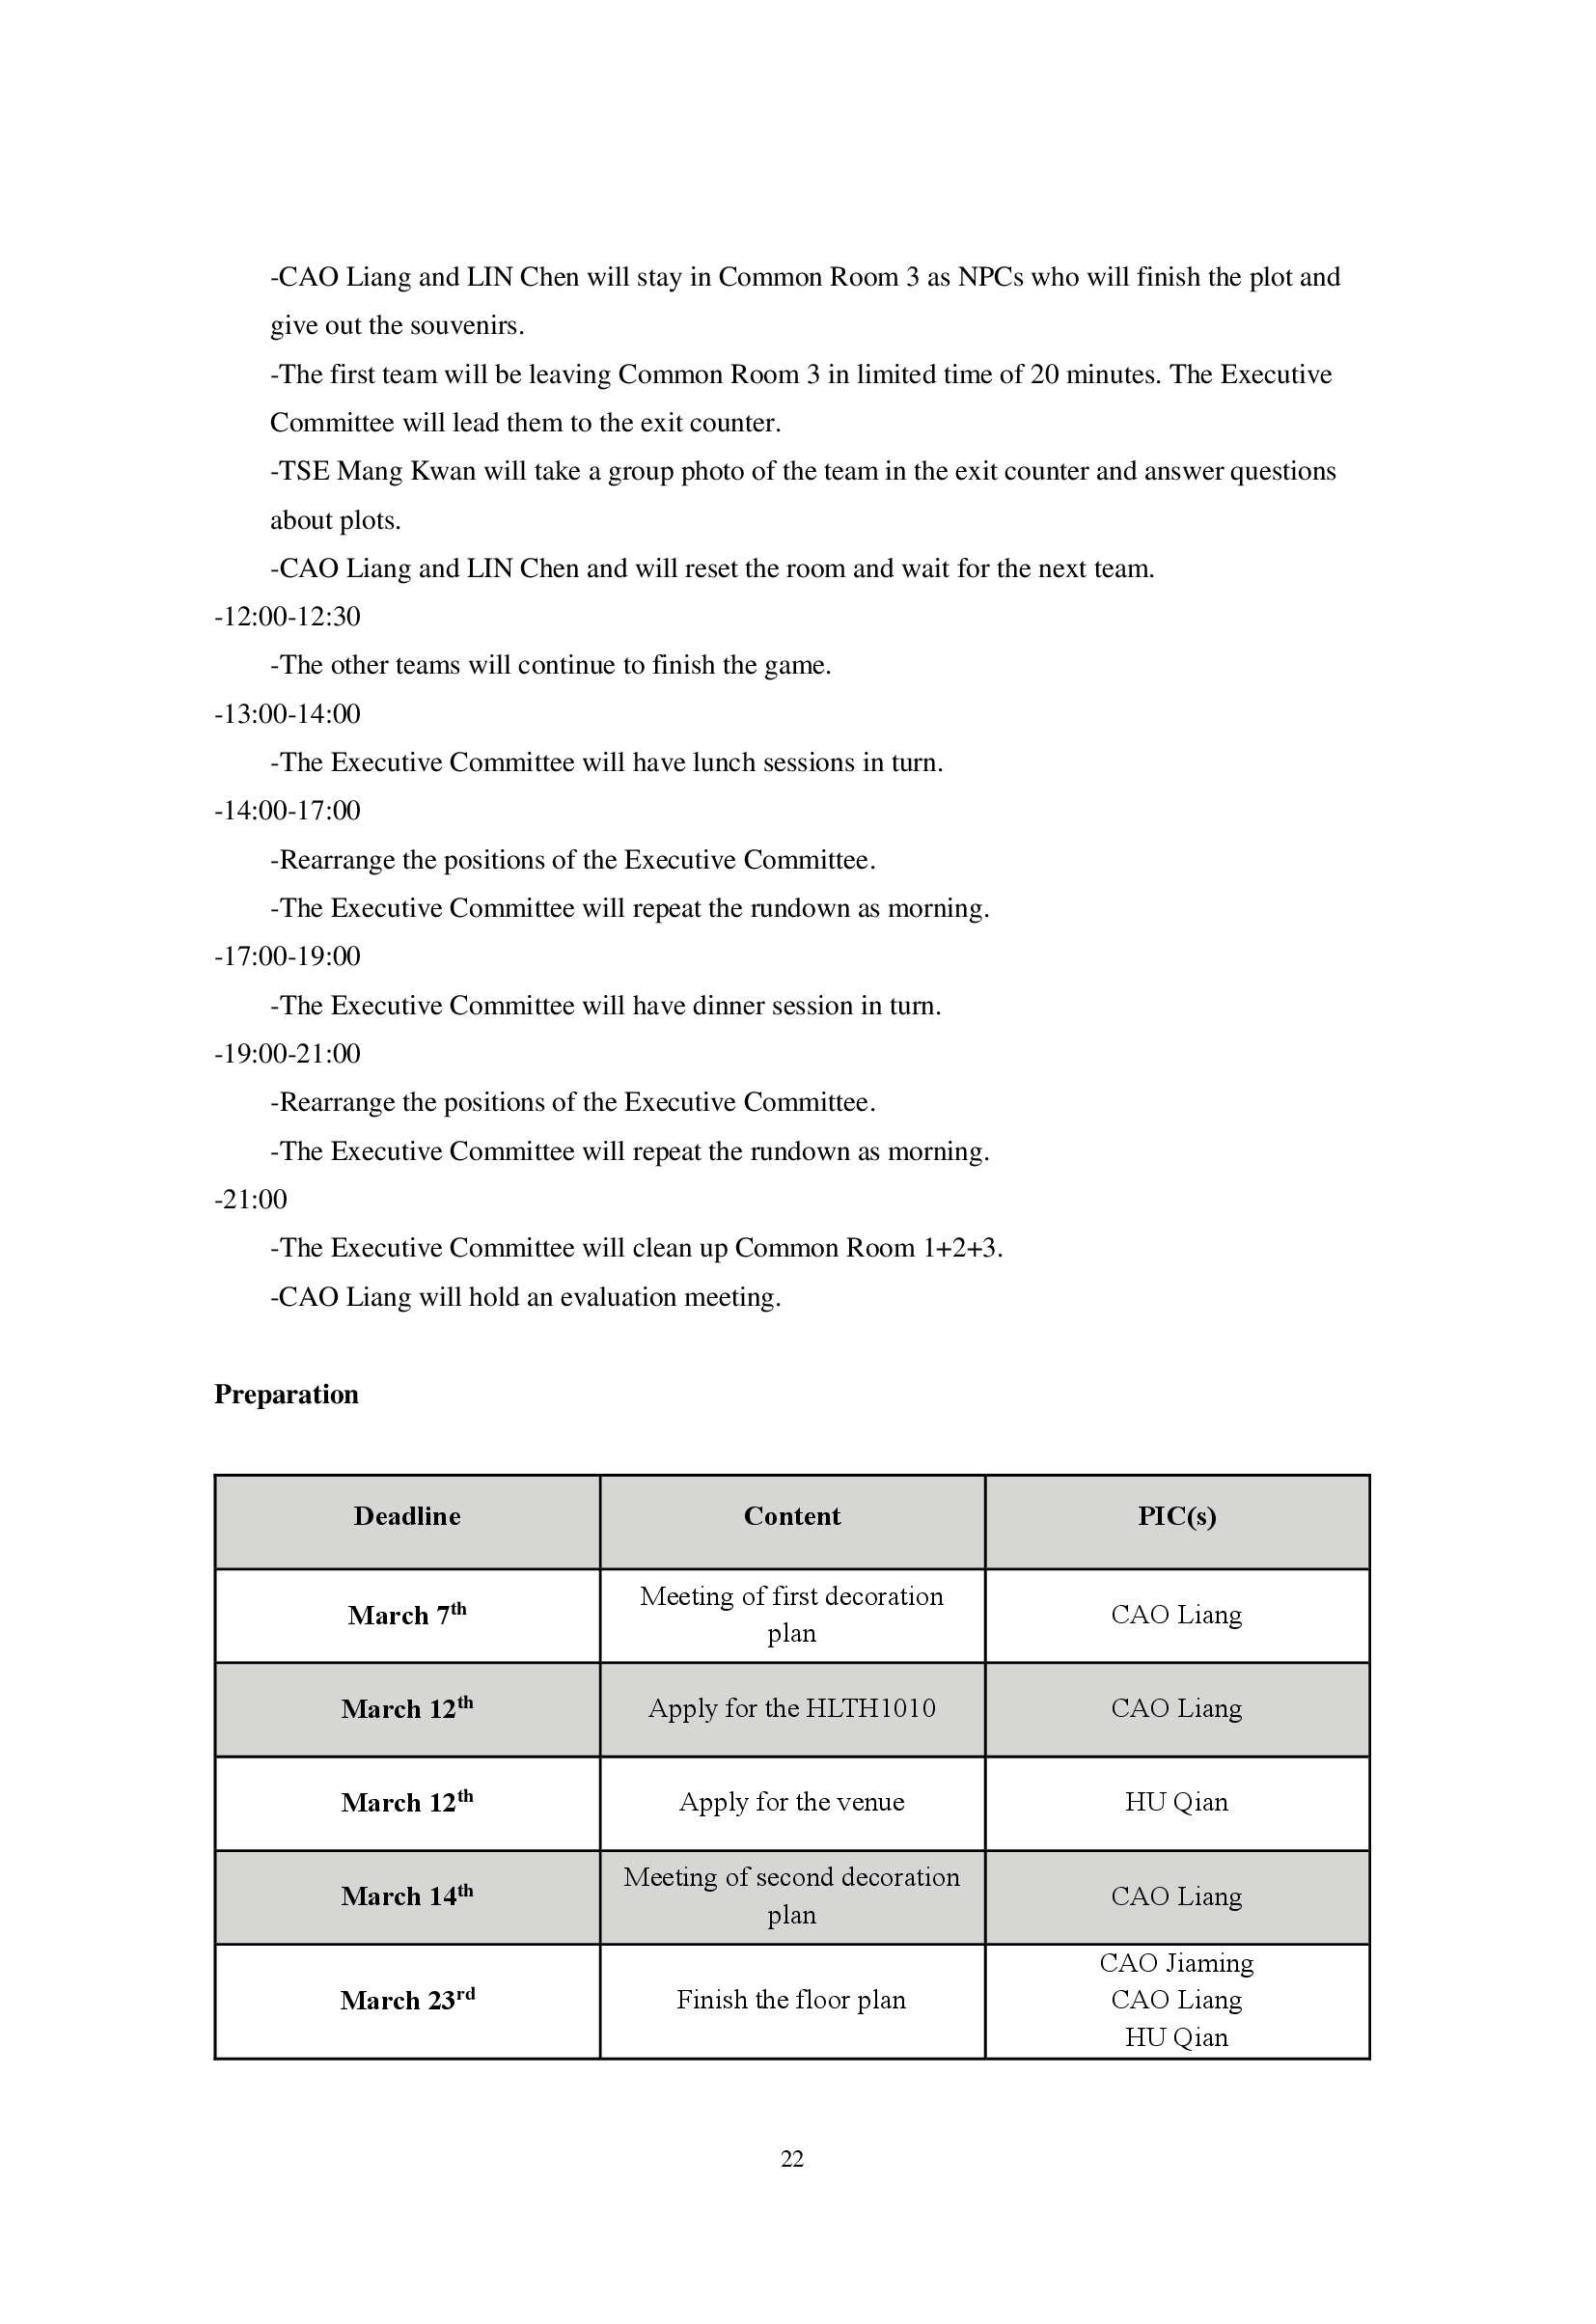 -CAO Liang and LIN Chen will stay in Common Room 3 as NPCs who will finish the plot and
give out the souvenirs.
-The first team will be leaving Common Room 3 in limited time of 20 minutes. The Executive
Committee will lead them to the exit counter.
-TSE Mang Kwan will take a group photo of the team in the exit counter and answer questions
about plots.
-CAO Liang and LIN Chen and will reset the room and wait for the next team.
-12:00-12:30
-The other teams will continue to finish the game.
-13:00-14:00
-The Executive Committee will have lunch sessions in turn.
-14:00-17:00
-Rearrange the positions of the Executive Committee.
-The Executive Committee will repeat the rundown as morning.
-17:00-19:00
-The Executive Committee will have dinner session in turn.
-19:00-21:00
-Rearrange the positions of the Executive Committee.
-The Executive Committee will repeat the rundown as morning.
-21:00
-The Executive Committee will clean up Common Room 1+2+3.
-CAO Liang will hold an evaluation meeting.
Preparation
Deadline Content PIC(s)
March 7th Meeting of first decoration
plan CAO Liang
March 12th Apply for the HLTH1010 CAO Liang
March 12th Apply for the venue HU Qian
March 14th Meeting of second decoration
plan CAO Liang
March 23rd Finish the floor plan CAO Jiaming
CAO Liang
HU Qian
22